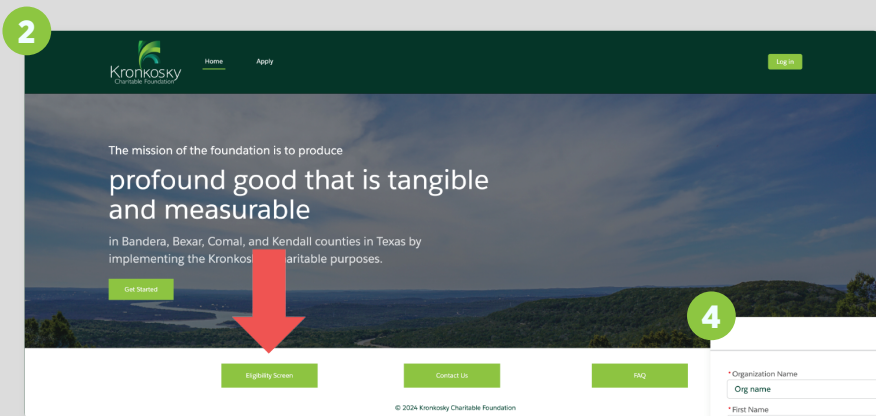 2
Kronkosky
Charitable Foundation
Home
Apply
Log in
The mission of the foundation is to produce
profound good that is tangible
and measurable
in Bandera, Bexar, Comal, and Kendall counties in Texas by
implementing the Kronkos aritable purposes.
Get Started
4
Eligibility Screen
Contact Us
FAQ
*Organization Name
Org name
*First Name
© 2024 Kronkosky Charitable Foundation